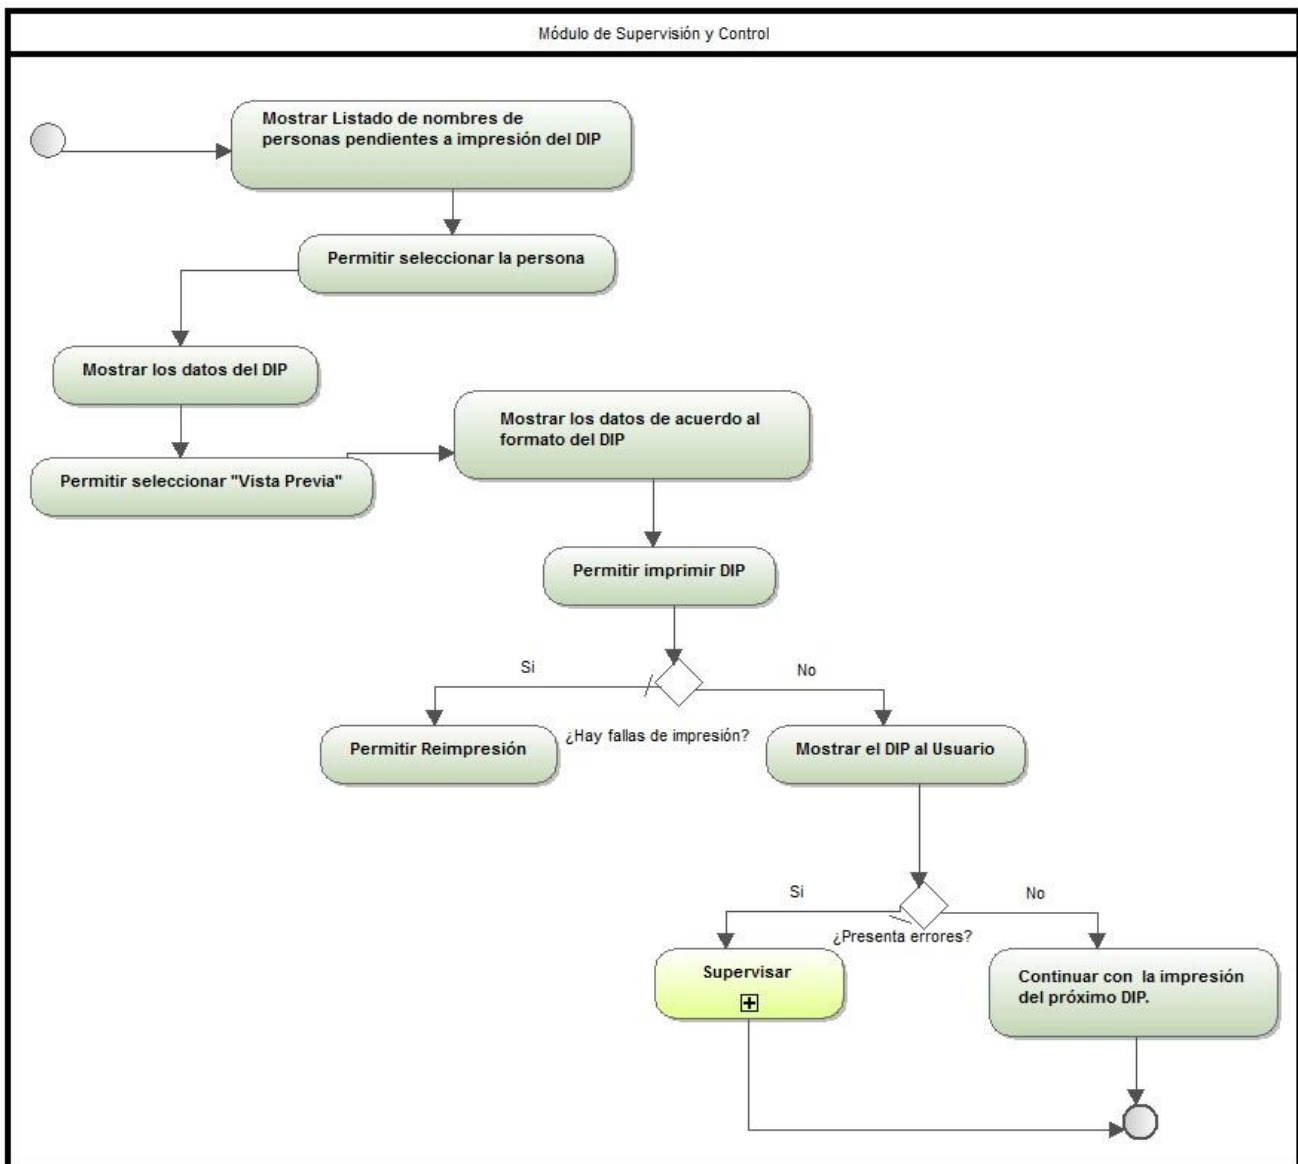 Módulo de Supervisión y Control
Mostrar Listado de nombres de
personas pendientes a impresión del DIP
Permitir seleccionar la persona
Mostrar los datos del DIP
Mostrar los datos de acuerdo al
formato del DIP
Permitir seleccionar "Vista Previa"
Permitir imprimir DIP
Si
No
¿Hay fallas de impresión?
Permitir Reimpresión
Mostrar el DIP al Usuario
Si
No
¿Presenta errores?
Supervisar
Continuar con  la impresión
del próximo DIP.